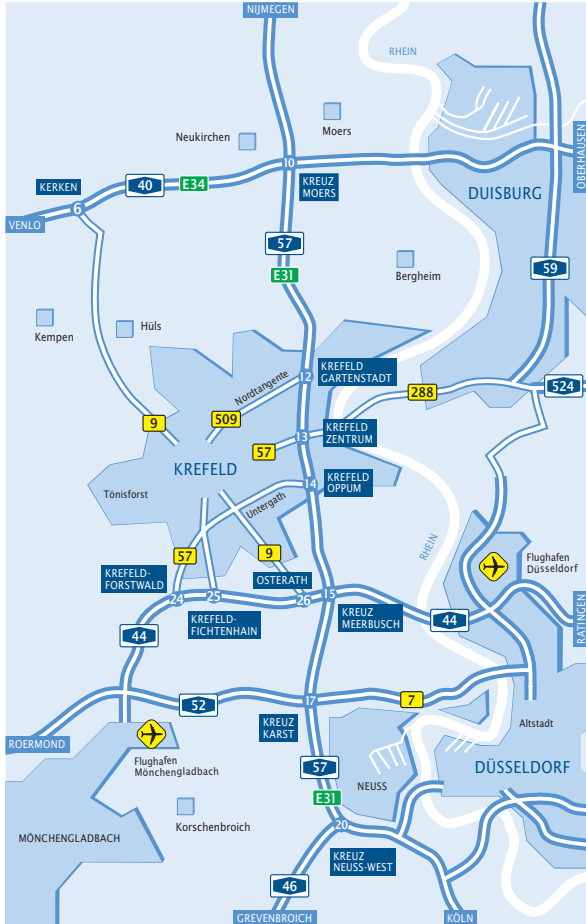 NIJMEGEN
RHEIN
Moers
Neukirchen
OBERHAUSEN
10
KERKEN
40
E34
KREUZ
MOERS
DUISBURG
6
VENLO
57
E31
Bergheim
59
Kempen
Hüls
12
KREFELD
GARTENSTADT
Nordtangente
288
524
9
509
57
13
KREFELD
ZENTRUM
KREFELD
14
KREFELD
OPPUM
Tönisforst
Untergath
RHEIN
57
9
Flughafen
Düsseldorf
KREFELD-
FORSTWALD
OSTERATH
24
25
26
15
KREUZ
MEERBUSCH
44
RATINGEN
KREFELD-
FICHTENHAIN
44
52
17
7
KREUZ
KARST
Altstadt
ROERMOND
Flughafen
Mönchengladbach
57
DÜSSELDORF
NEUSS
E31
Korschenbroich
20
MÖNCHENGLADBACH
KREUZ
NEUSS-WEST
46
GREVENBROICH
KÖLN